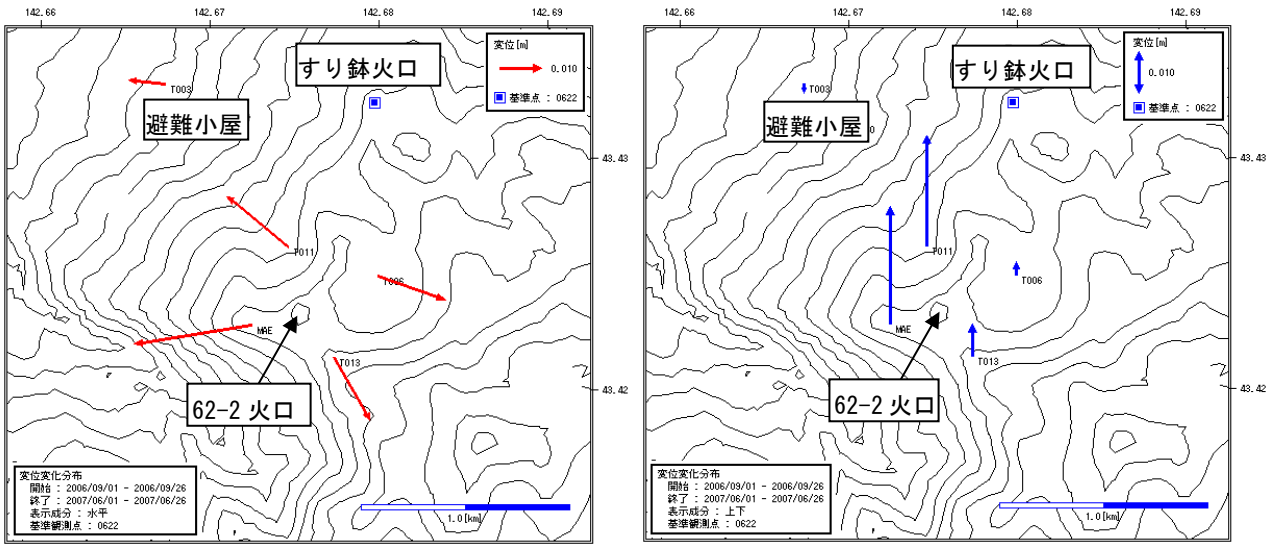 142.66 142.67 142.68 142.69
変位[m]
0.010
基準点 : 0622
すり鉢火口
T003
避難小屋
43.43
T011
T006
MAE
T013
43.42
62-2 火口
変位変化分布
開始 : 2006/09/01 - 2006/09/26
終了 : 2007/06/01 - 2007/06/26
表示成分 : 水平
基準観測点 : 0622
1.0[km]
142.66 142.67 142.68 142.69
変位[m]
0.010
基準点 : 0622
すり鉢火口
T003
避難小屋
43.43
T011
T006
MAE
T013
43.42
62-2 火口
変位変化分布
開始 : 2006/09/01 - 2006/09/26
終了 : 2007/06/01 - 2007/06/26
表示成分 : 上下
基準観測点 : 0622
1.0[km]